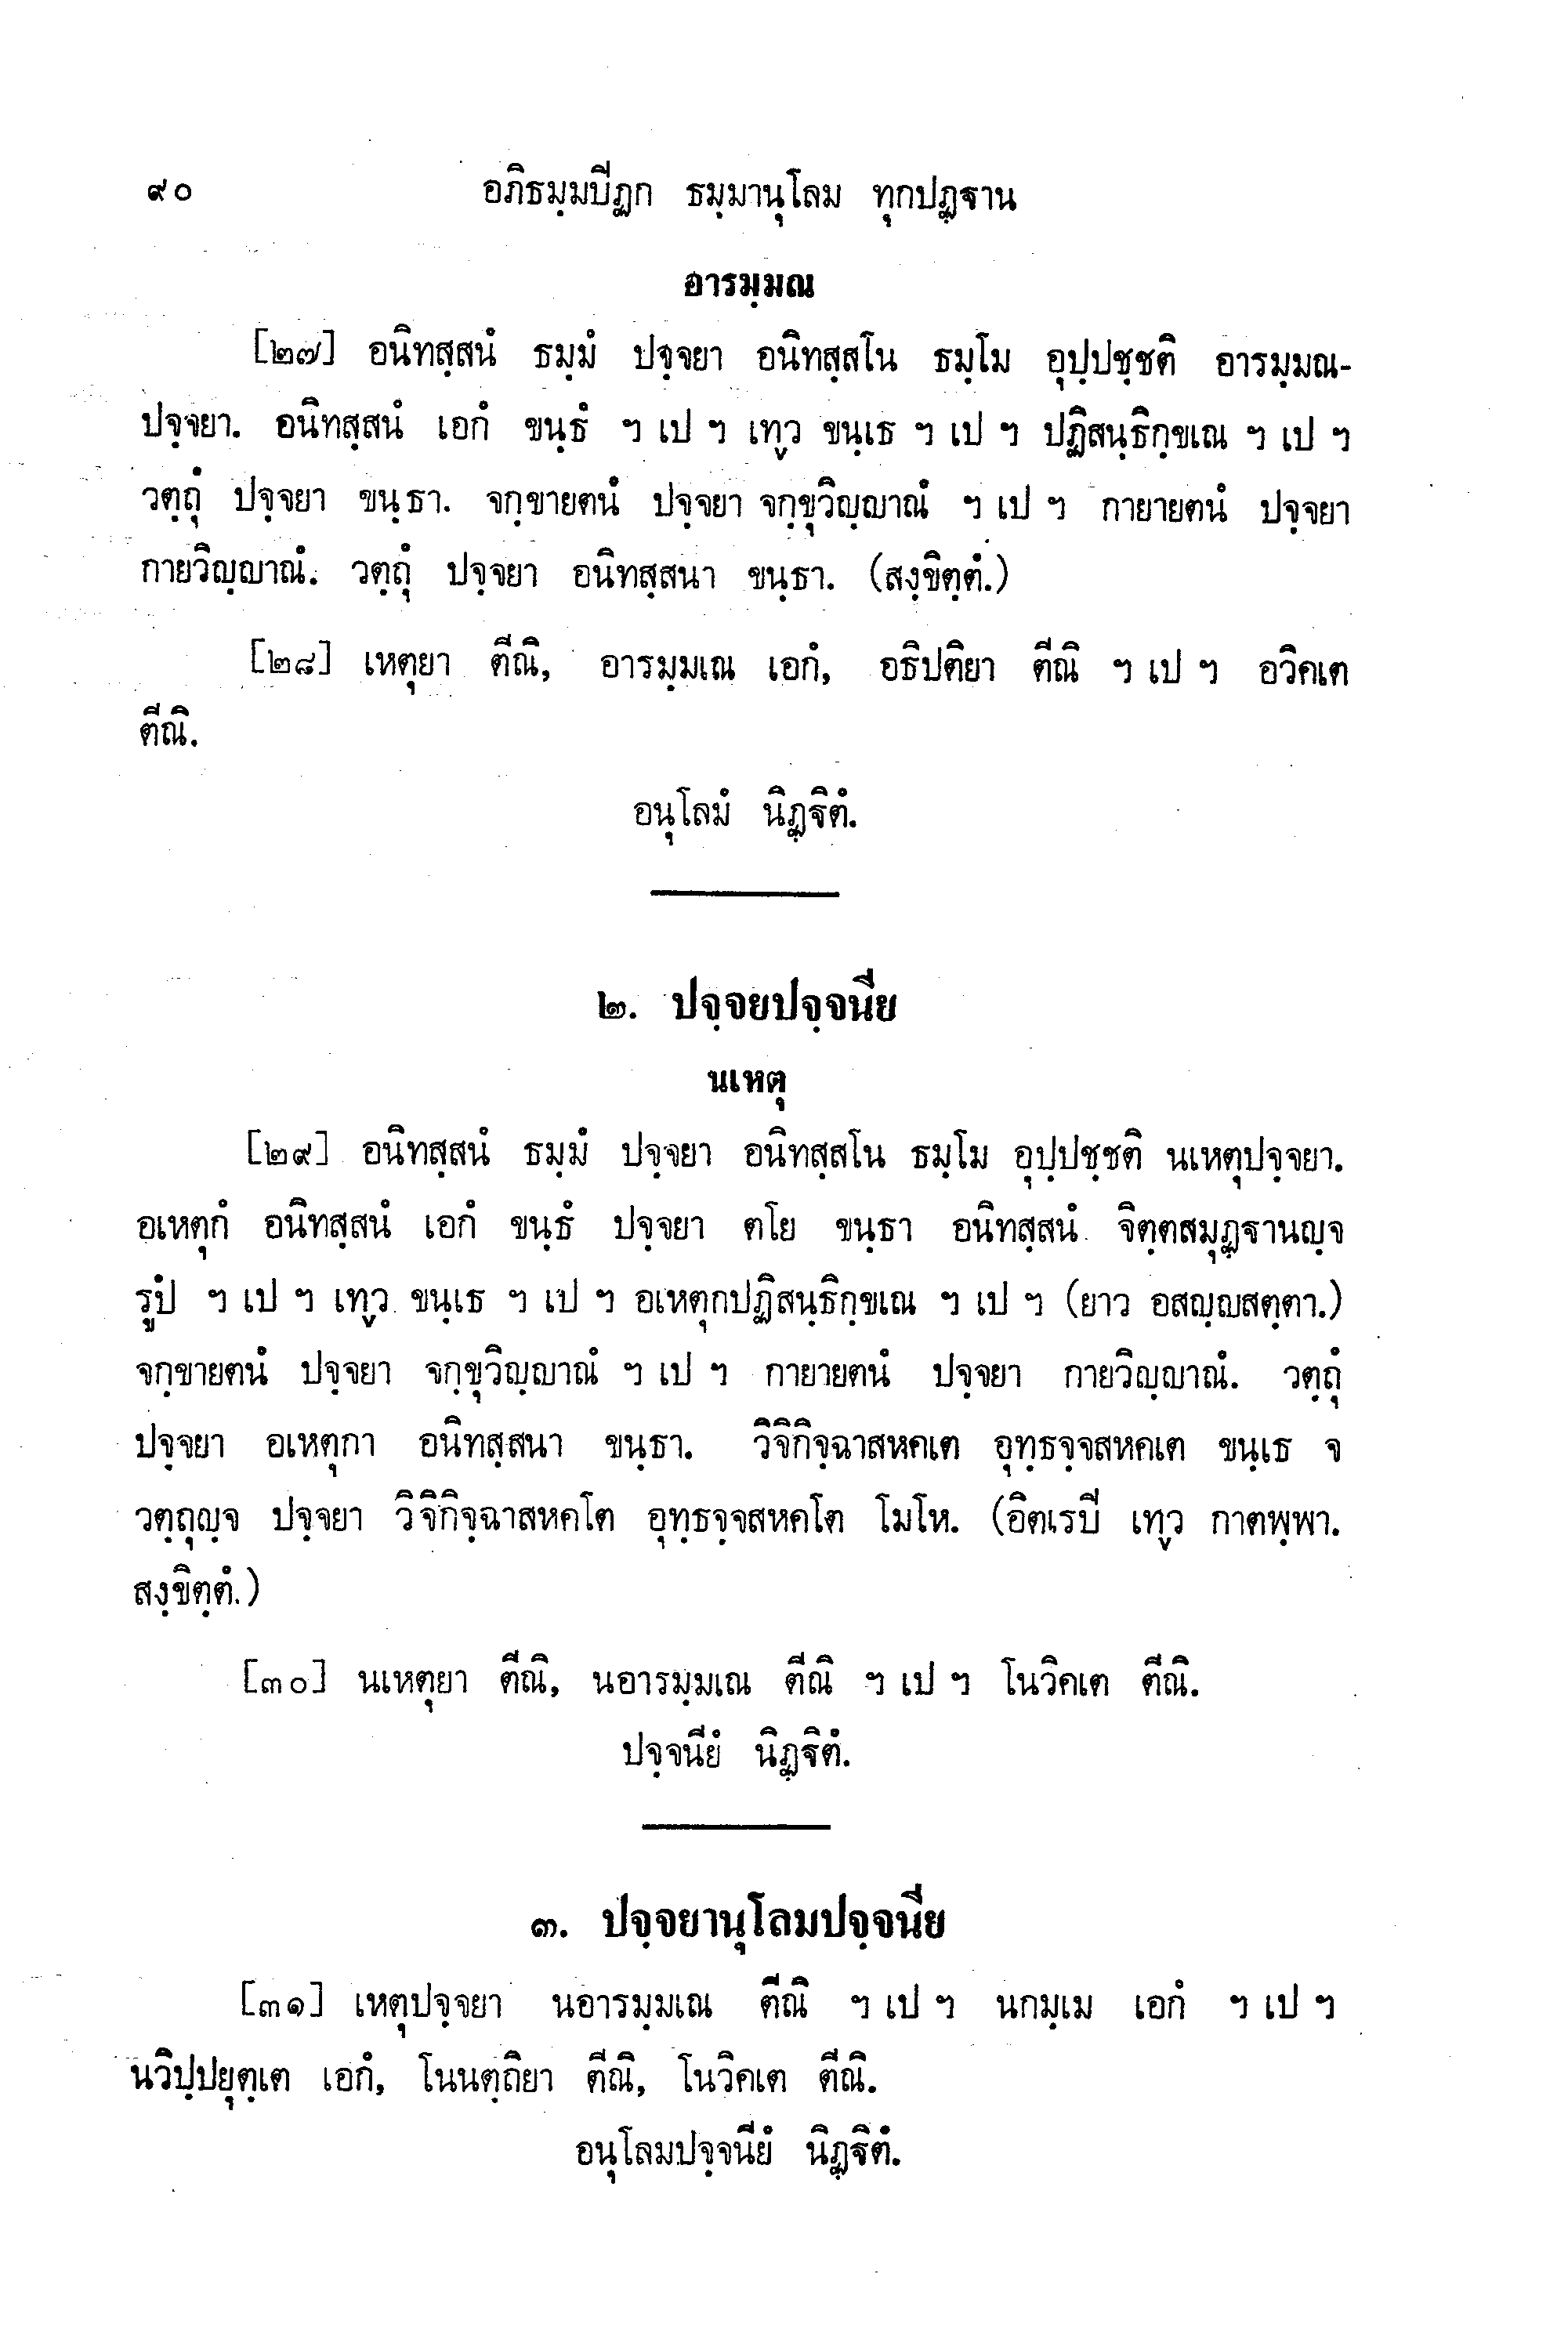 ๙๐ อภิธมฺมปีฏก ธมฺมานุโลม ทุกปฏฺฐาน
อารมฺมณ
[๒๗] อนิทสฺสนํ ธมฺมํ ปจฺจยา อนิทสฺสโน ธมฺโม อุปฺปชฺชติ อารมฺมณ-
ปจฺจยา. อนิทสฺสนํ เอกํ ขนฺธํ ฯ เป ฯ เทฺว ขนฺเธ ฯ เป ฯ ปฏิสนฺธิกฺขเณ ฯ เป ฯ
วตฺถุํ ปจฺจยา ขนฺธา. จกฺขายตนํ ปจฺจยา จกฺขุวิญฺญาณํ ฯ เป ฯ กายายตนํ ปจฺจยา
กายวิญฺญาณํ. วตฺถุํ ปจฺจยา อนิทสฺสนา ขนฺธา. (สงฺขิตฺตํ.)
[๒๘] เหตุยา ตีณิ, อารมฺมเณ เอกํ, อธิปติยา ตีณิ ฯ เป ฯ อวิคเต
ตีณิ.
อนุโลมํ นิฏฺฐิตํ.
๒. ปจฺจยปจฺจนีย
นเหตุ
[๒๙] อนิทสฺสนํ ธมฺมํ ปจฺจยา อนิทสฺสโน ธมฺโม อุปฺปชฺชติ นเหตุปจฺจยา.
อเหตุกํ อนิทสฺสนํ เอกํ ขนฺธํ ปจฺจยา ตโย ขนฺธา อนิทสฺสนํ จิตฺตสมุฏฺฐานญฺจ
รูปํ ฯ เป ฯ เทฺว ขนฺเธ ฯ เป ฯ อเหตุกปฏิสนฺธิกฺขเณ ฯ เป ฯ (ยาว อสญฺญสตฺตา.)
จกฺขายตนํ ปจฺจยา จกฺขุวิญฺญาณํ ฯ เป ฯ กายายตนํ ปจฺจยา กายวิญฺญาณํ. วตฺถุํ
ปจฺจยา อเหตุกา อนิทสฺสนา ขนฺธา. วิจิกิจฺฉาสหคเต อุทฺธจฺจสหคเต ขนฺเธ จ
วตฺถุญฺจ ปจฺจยา วิจิกิจฺฉาสหคโต อุทฺธจฺจสหคโต โมโห. (อิตเรปี เทฺว กาตพฺพา.
สงฺขิตฺตํ.)
[๓๐] นเหตุยา ตีณิ, นอารมฺมเณ ตีณิ ฯ เป ฯ โนวิคเต ตีณิ.
ปจฺจนียํ นิฏฺฐิตํ.
๓. ปจฺจยานุโลมปจฺจนีย
[๓๑] เหตุปจฺจยา นอารมฺมเณ ตีณิ ฯ เป ฯ นกมฺเม เอกํ ฯ เป ฯ
นวิปฺปยุตฺเต เอกํ, โนนตฺถิยา ตีณิ, โนวิคเต ตีณิ.
อนุโลมปจฺจนียํ นิฏฺฐิตํ.